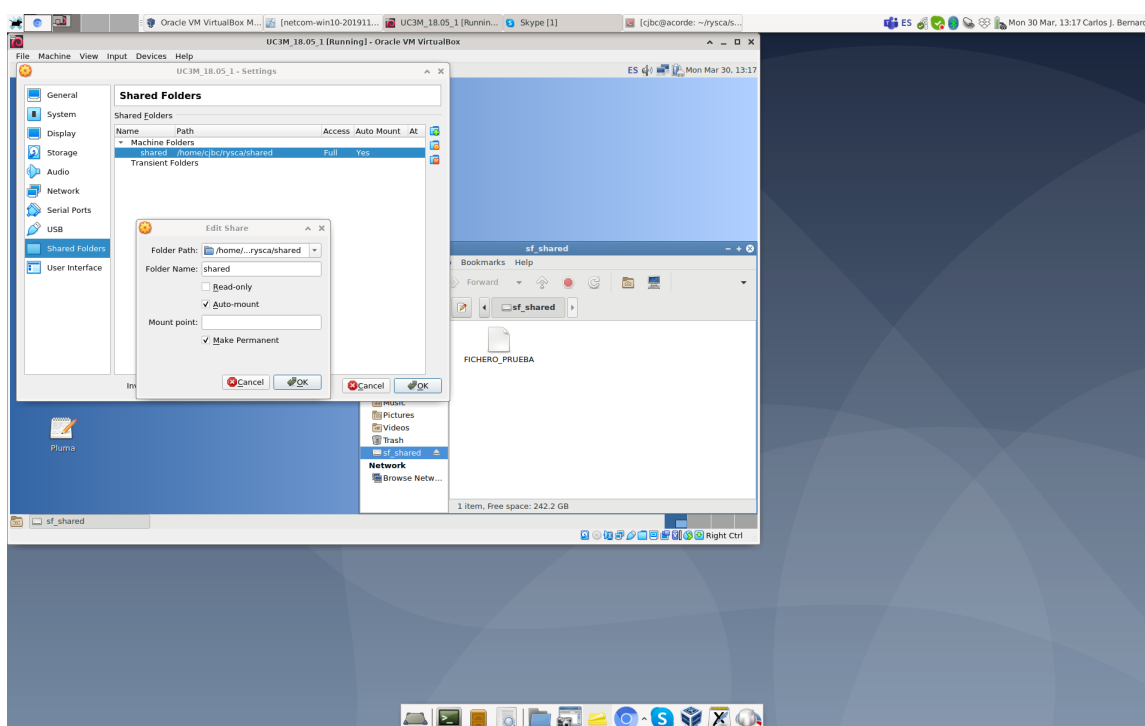 Oracle VM VirtualBox M... [netcom-win10-201911... UC3M_18.05_1 [Runnin... Skype [1] [cjbc@acorde: ~/rysca/s... ES Mon 30 Mar, 13:17 Carlos J. Bernar
UC3M_18.05_1 [Running] - Oracle VM VirtualBox
File Machine View Input Devices Help
UC3M_18.05_1 - Settings
ES Mon Mar 30, 13:17
General
System
Display
Storage
Audio
Network
Serial Ports
USB
Shared Folders
User Interface
Shared Folders
Shared Folders
Name Path Access Auto Mount At
Machine Folders
shared /home/cjbc/rysca/shared Full Yes
Transient Folders
Edit Share
Folder Path: /home/...rysca/shared
Folder Name: shared
Read-only
Auto-mount
Mount point:
Make Permanent
Cancel OK
Inv
Cancel OK
sf_shared
Bookmarks Help
Forward
sf_shared
FICHERO_PRUEBA
Music
Pictures
Videos
Trash
sf_shared
Network
Browse Netw...
1 item, Free space: 242.2 GB
Pluma
sf_shared
Right Ctrl